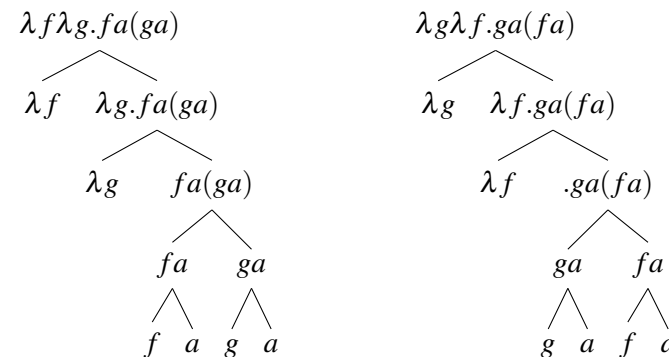 λfλg.fa(ga) λgλf.ga(fa)
λf λg.fa(ga) λg λf.ga(fa)
λg fa(ga) λf .ga(fa)
fa ga ga fa
f a g a g a f a